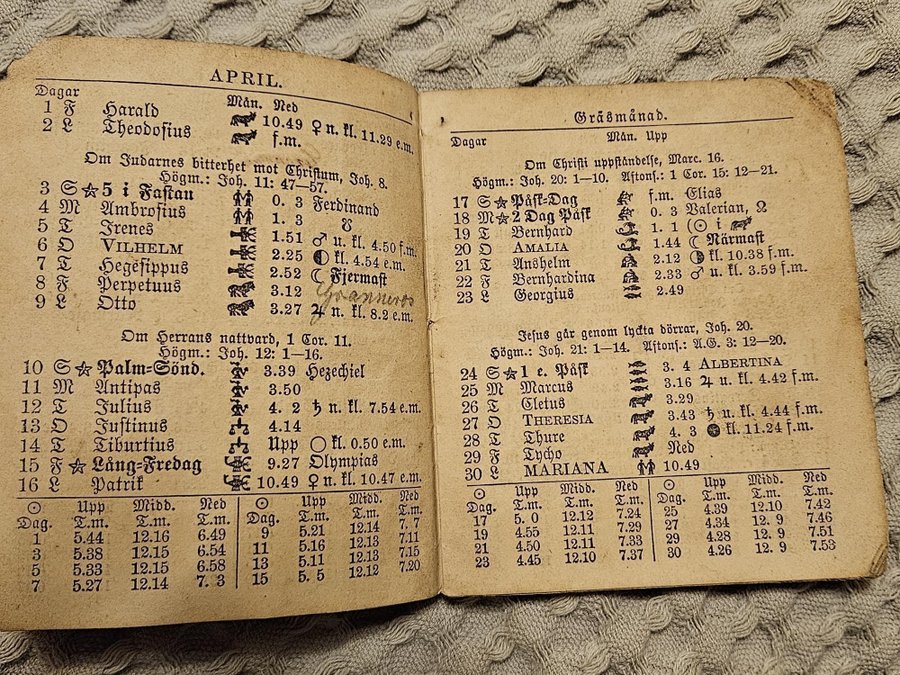 APRIL.
Dagar Mån. Ned
1 F Harald 10.49 ♀ n. kl. 11.29 e.m.
2 L Theodosius f.m.
Om Judarnes bitterhet mot Christum, Joh. 8.
Högm.: Joh. 11: 47—57.
3 S ☆ 5 i Fastan 0. 3 Ferdinand
4 M Ambrosius 1. 3 ☋
5 T Irenes 1.51 ♂ u. kl. 4.50 f.m.
6 O VILHELM 2.25 ◐ kl. 4.54 e.m.
7 T Hegesippus 2.52 ☾ Fjermast
8 F Perpetuus 3.12
9 L Otto 3.27 ♃ n. kl. 8.2 e.m.
Om Herrans nattvard, 1 Cor. 11.
Högm.: Joh. 12: 1—16.
10 S ☆ Palm-Sönd. 3.39 Hezechiel
11 M Antipas 3.50
12 T Julius 4. 2 ♄ n. kl. 7.54 e.m.
13 O Justinus 4.14
14 T Tiburtius Upp ○ kl. 0.50 e.m.
15 F ☆ Lång-Fredag 9.27 Olympias
16 L Patrik 10.49 ♀ n. kl. 10.47 e.m.
☉ Upp Midd. Ned ☉ Upp Midd. Ned
Dag. T.m. T.m. T.m. Dag. T.m. T.m. T.m.
1 5.44 12.16 6.49 9 5.21 12.14 7. 7
3 5.38 12.15 6.54 11 5.16 12.13 7.11
5 5.33 12.15 6.58 13 5.11 12.13 7.15
7 5.27 12.14 7. 3 15 5. 5 12.12 7.20
Gräsmånad.
Dagar Mån. Upp
Om Christi uppståndelse, Marc. 16.
Högm.: Joh. 20: 1—10. Aftons.: 1 Cor. 15: 12—21.
17 S ☆ Påsk-Dag f.m. Elias
18 M ☆ 2 Dag Påsk 0. 3 Valerian, ☊
19 T Bernhard 1. 1 (☉ i ♉
20 O AMALIA 1.44 ☾ Närmast
21 T Anshelm 2.12 ◑ kl. 10.38 f.m.
22 F Bernhardina 2.33 ♂ u. kl. 3.59 f.m.
23 L Georgius 2.49
Jesus går genom lyckta dörrar, Joh. 20.
Högm.: Joh. 21: 1—14. Aftons.: A.G. 3: 12—20.
24 S ☆ 1 e. Påsk 3. 4 ALBERTINA
25 M Marcus 3.16 ♃ u. kl. 4.42 f.m.
26 T Cletus 3.29
27 O THERESIA 3.43 ♄ u. kl. 4.44 f.m.
28 T Thure 4. 3 ● kl. 11.24 f.m.
29 F Tycho Ned
30 L MARIANA 10.49
☉ Upp Midd. Ned ☉ Upp Midd. Ned
Dag. T.m. T.m. T.m. Dag. T.m. T.m. T.m.
17 5. 0 12.12 7.24 25 4.39 12.10 7.42
19 4.55 12.11 7.29 27 4.34 12. 9 7.46
21 4.50 12.11 7.33 29 4.28 12. 9 7.51
23 4.45 12.10 7.37 30 4.26 12. 9 7.53